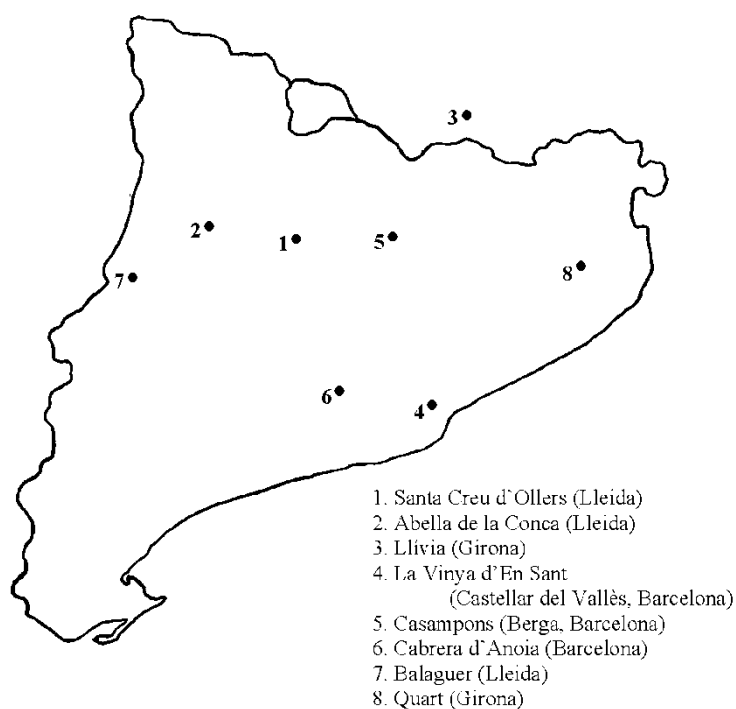 3
2
1
5
7
8
6
4
1. Santa Creu d`Ollers (Lleida)
2. Abella de la Conca (Lleida)
3. Llívia (Girona)
4. La Vinya d’En Sant
(Castellar del Vallès, Barcelona)
5. Casampons (Berga, Barcelona)
6. Cabrera d`Anoia (Barcelona)
7. Balaguer (Lleida)
8. Quart (Girona)